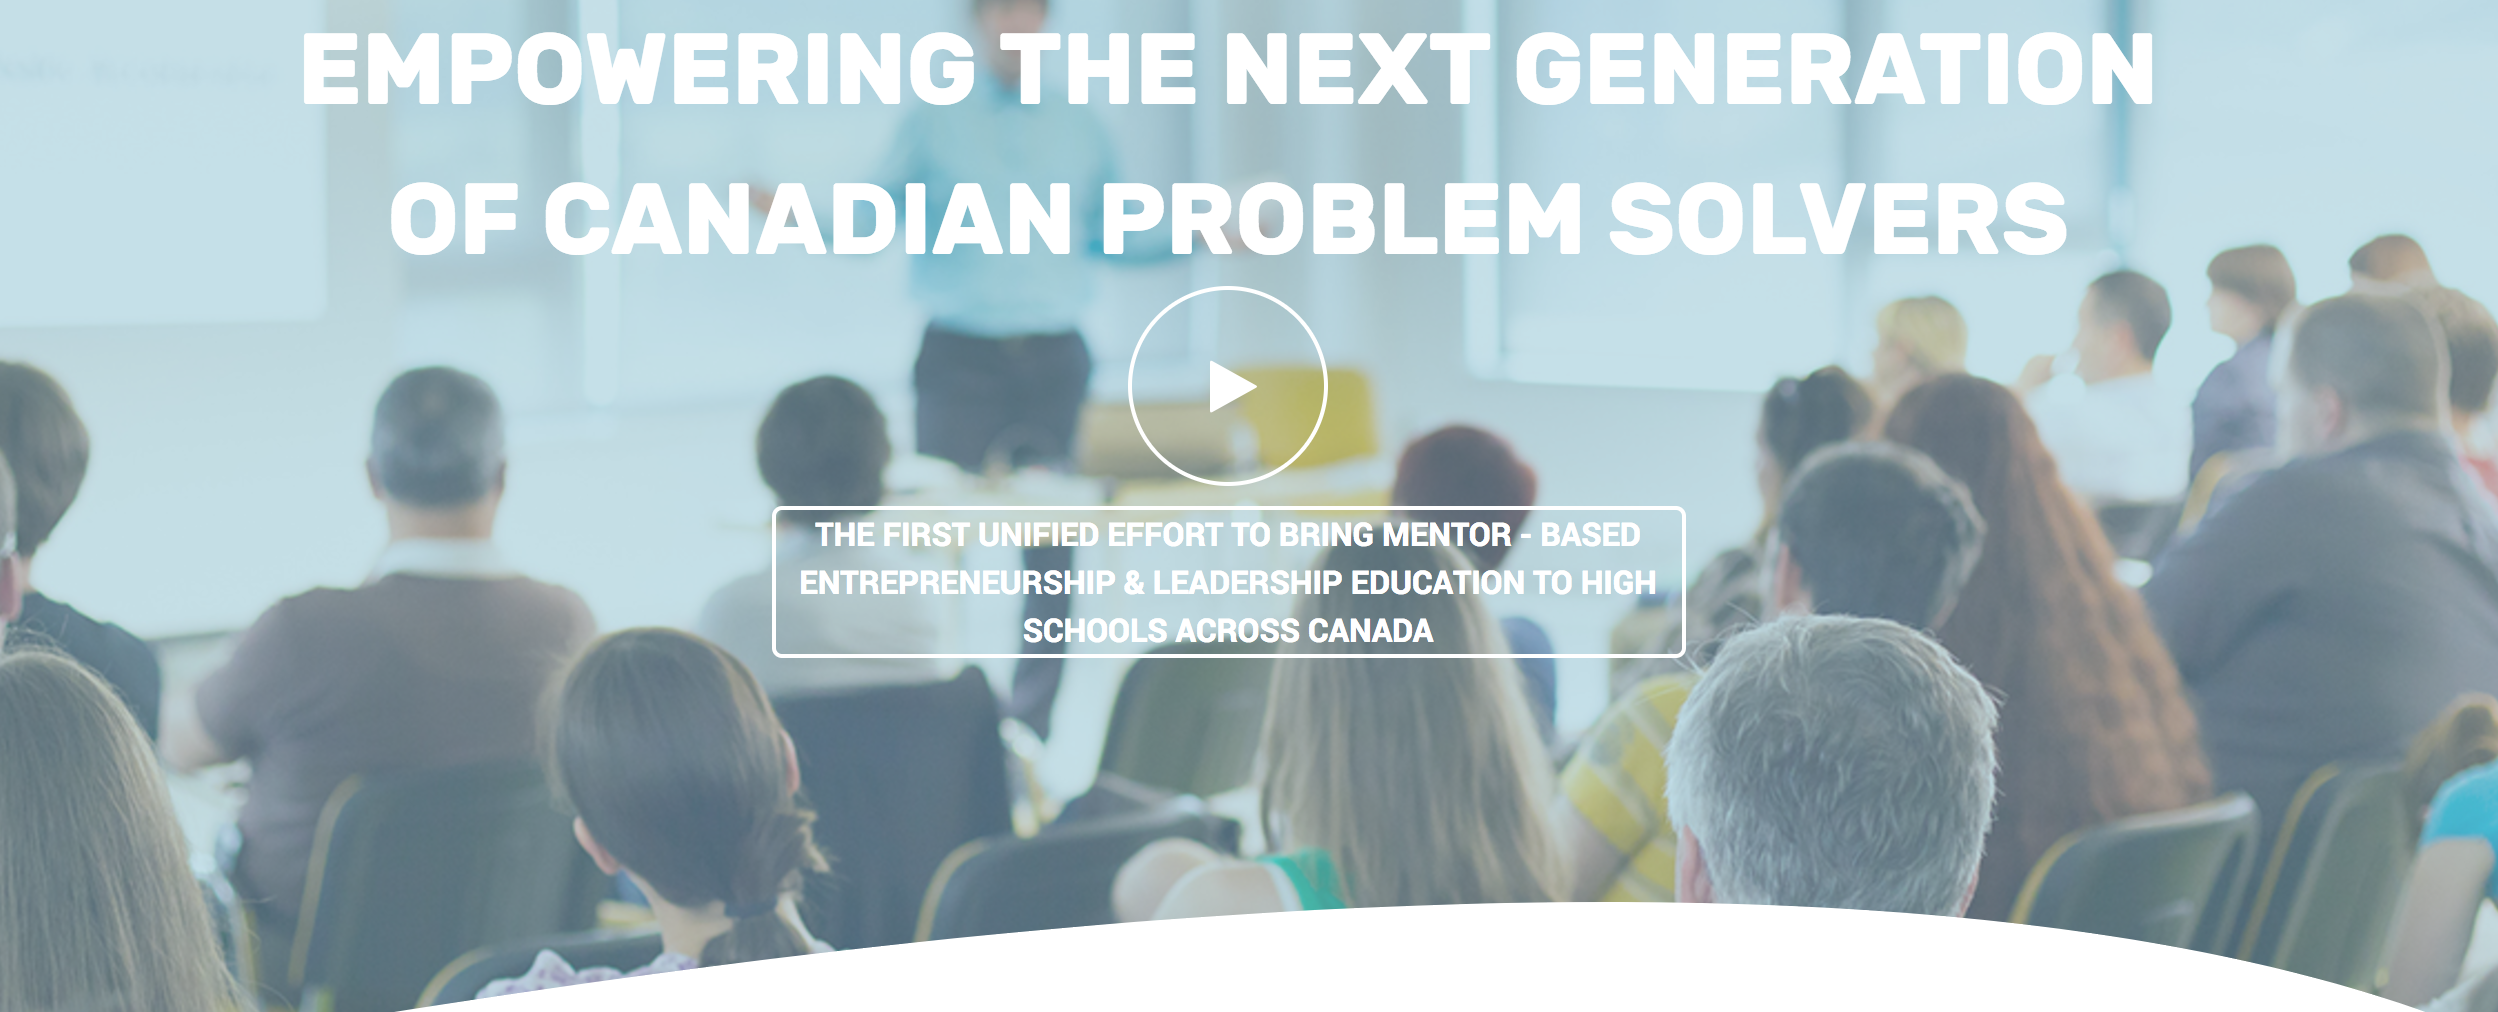 EMPOWERING THE NEXT GENERATION
OF CANADIAN PROBLEM SOLVERS
THE FIRST UNIFIED EFFORT TO BRING MENTOR - BASED
ENTREPRENEURSHIP & LEADERSHIP EDUCATION TO HIGH
SCHOOLS ACROSS CANADA